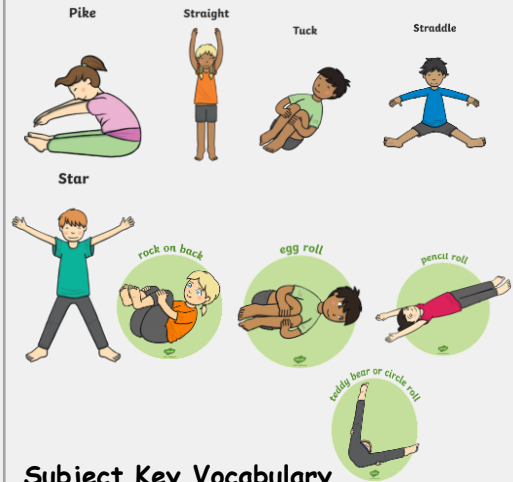 Pike
Straight
Tuck
Straddle
Star
rock on back
egg roll
pencil roll
teddy bear or circle roll
Subject Key Vocabulary